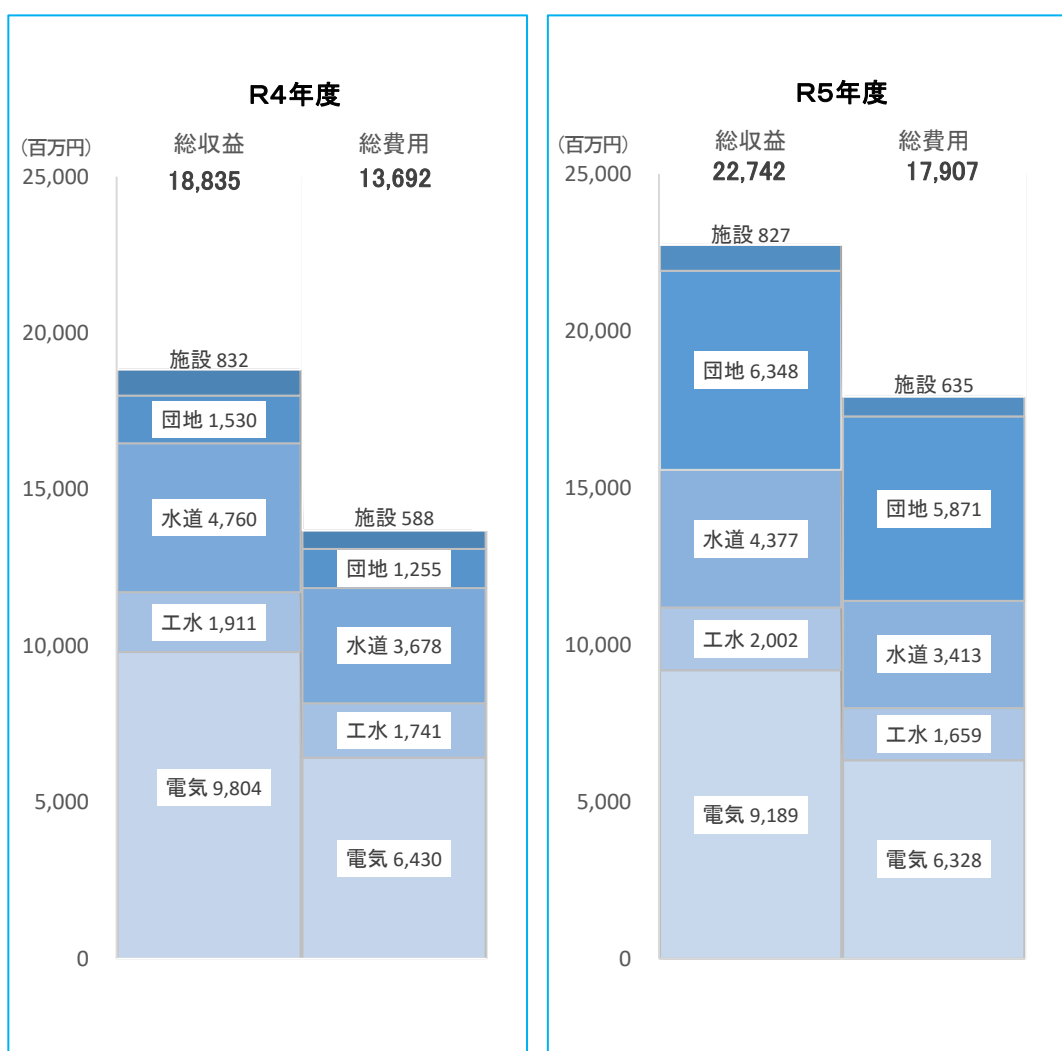 R4年度
(百万円)
総収益
総費用
18,835
13,692
25,000
20,000
15,000
10,000
5,000
0
施設 832
団地 1,530
水道 4,760
工水 1,911
電気 9,804
施設 588
団地 1,255
水道 3,678
工水 1,741
電気 6,430
R5年度
(百万円)
総収益
総費用
22,742
17,907
25,000
20,000
15,000
10,000
5,000
0
施設 827
団地 6,348
水道 4,377
工水 2,002
電気 9,189
施設 635
団地 5,871
水道 3,413
工水 1,659
電気 6,328